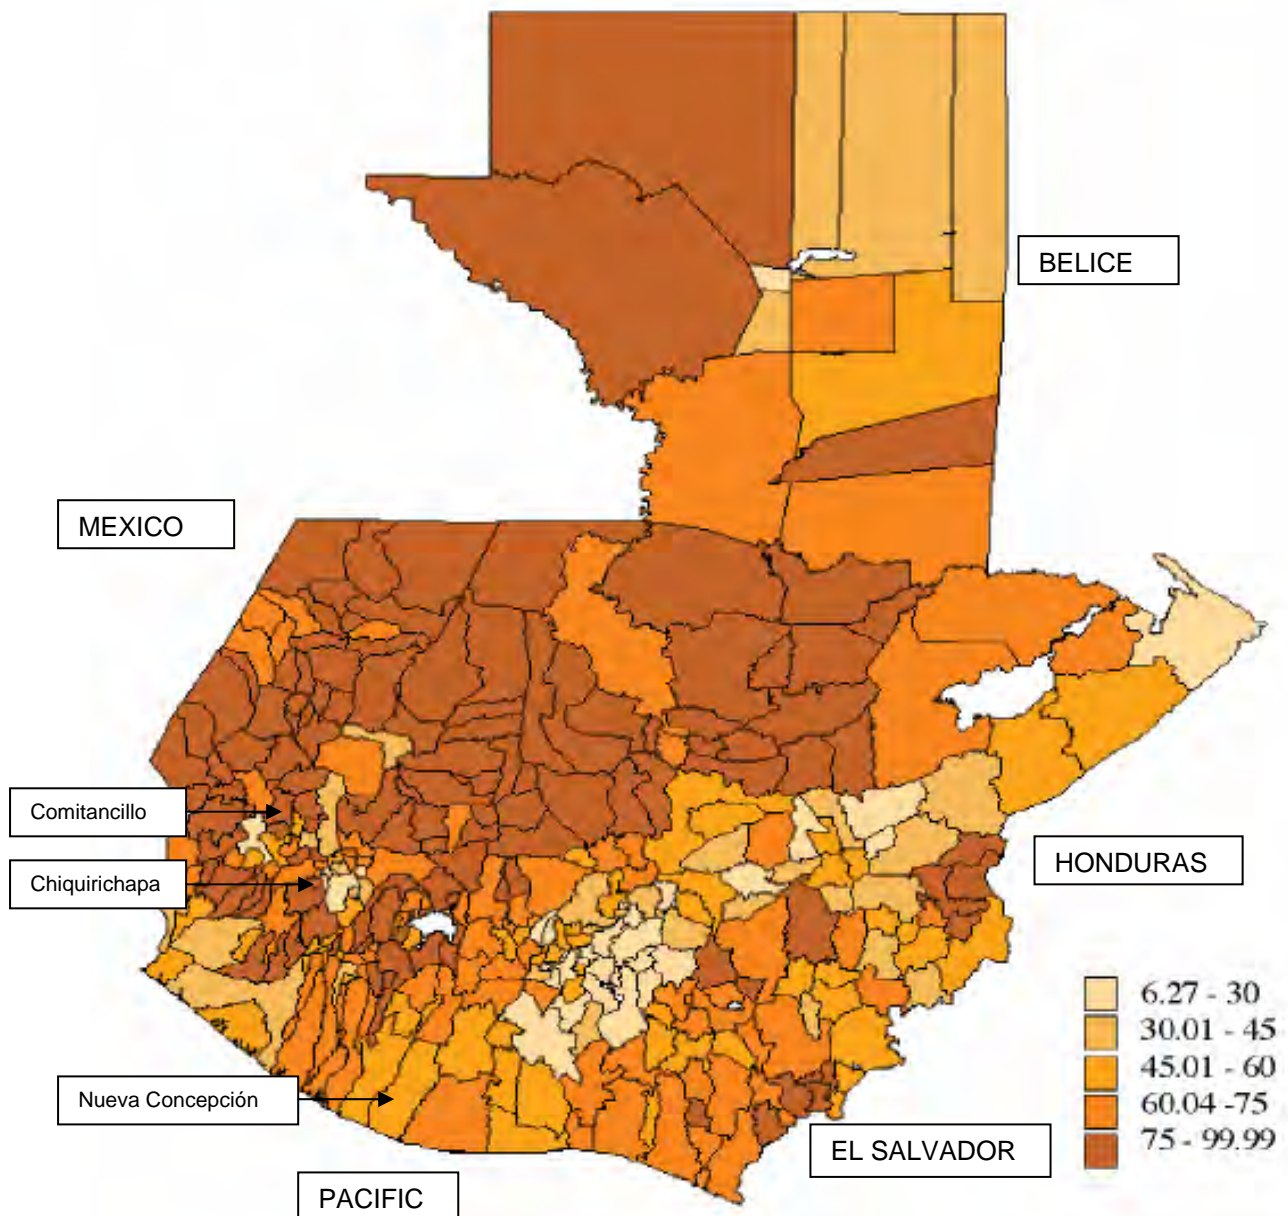 BELICE
MEXICO
Comitancillo
Chiquirichapa
HONDURAS
6.27 - 30
30.01 - 45
45.01 - 60
60.04 -75
75 - 99.99
Nueva Concepción
EL SALVADOR
PACIFIC